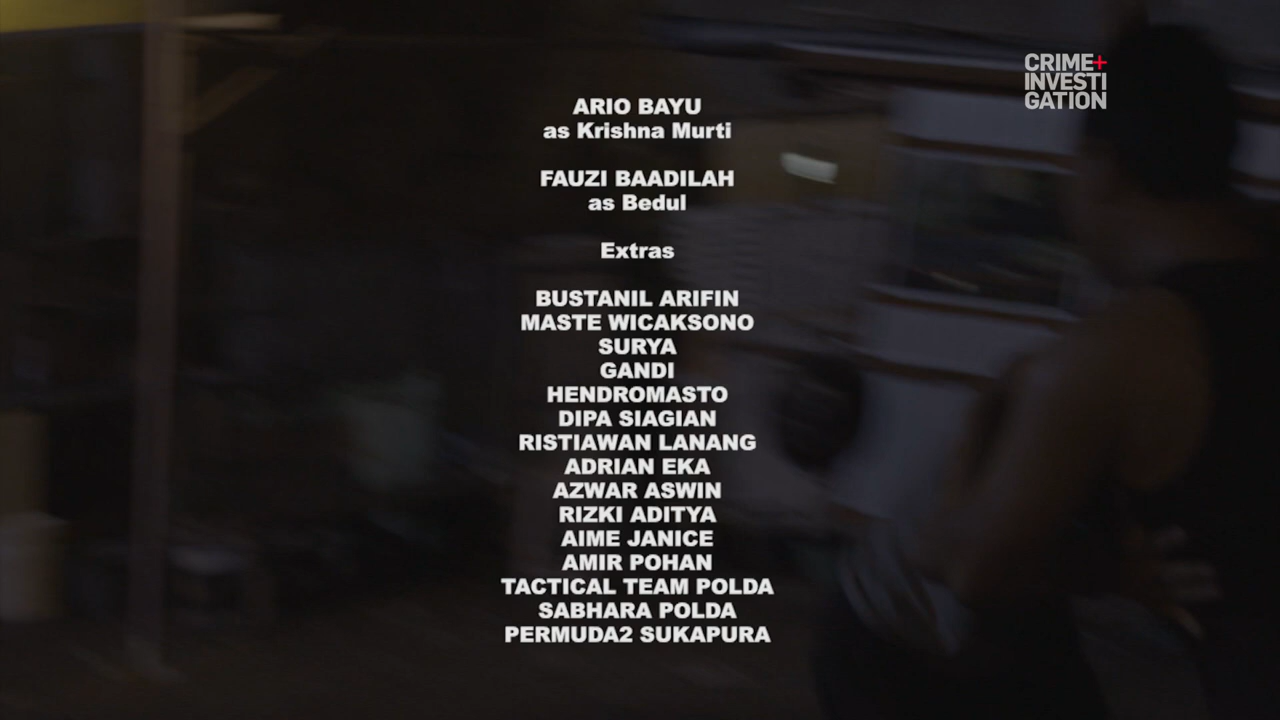 CRIME+
INVESTI
GATION
ARIO BAYU
as Krishna Murti
FAUZI BAADILAH
as Bedul
Extras
BUSTANIL ARIFIN
MASTE WICAKSONO
SURYA
GANDI
HENDROMASTO
DIPA SIAGIAN
RISTIAWAN LANANG
ADRIAN EKA
AZWAR ASWIN
RIZKI ADITYA
AIME JANICE
AMIR POHAN
TACTICAL TEAM POLDA
SABHARA POLDA
PERMUDA2 SUKAPURA